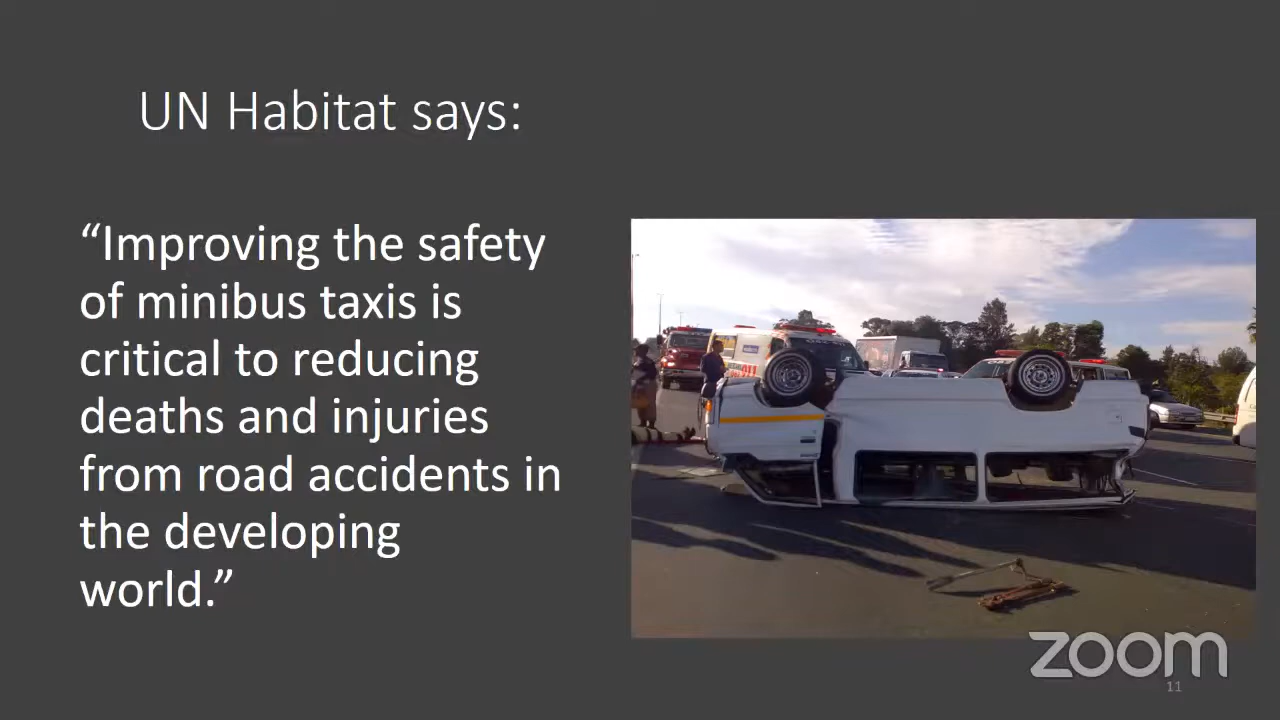 UN Habitat says:
“Improving the safety
of minibus taxis is
critical to reducing
deaths and injuries
from road accidents in
the developing
world.”
zoom
11